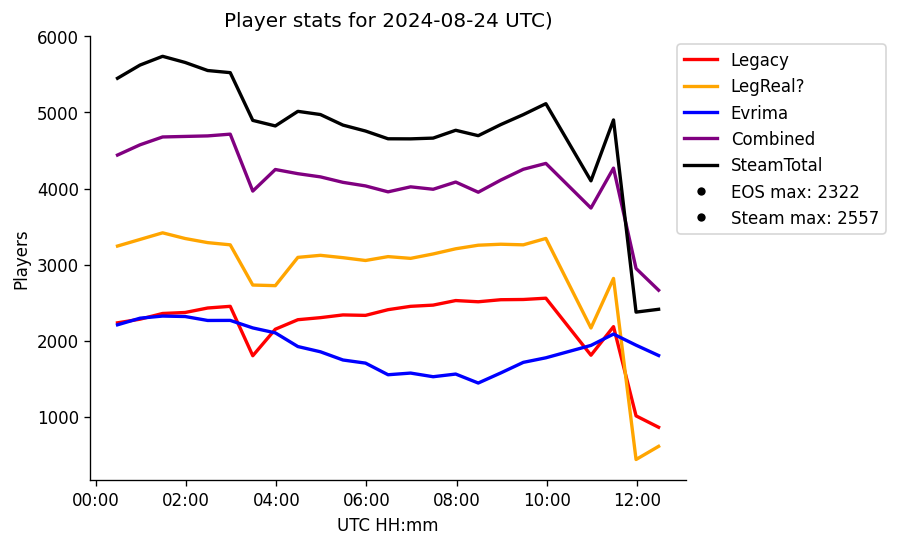 Player stats for 2024-08-24 UTC)
6000
5000
4000
3000
2000
1000
Players
00:00 02:00 04:00 06:00 08:00 10:00 12:00
UTC HH:mm
Legacy
LegReal?
Evrima
Combined
SteamTotal
EOS max: 2322
Steam max: 2557